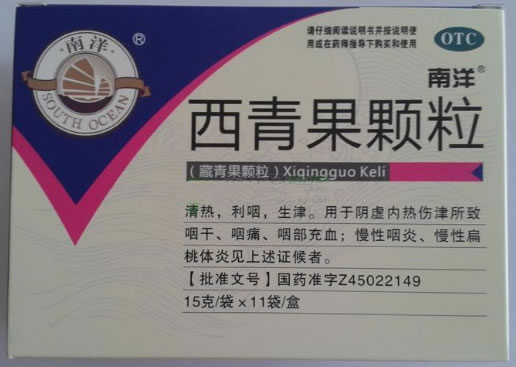 南洋
®
SOUTH OCEAN
请仔细阅读说明书并按说明使
用或在药师指导下购买和使用
OTC
南洋®
西青果颗粒
(藏青果颗粒) Xiqingguo Keli
清热，利咽，生津。用于阴虚内热伤津所致
咽干、咽痛、咽部充血；慢性咽炎、慢性扁
桃体炎见上述证候者。
【批准文号】国药准字Z45022149
15克/袋×11袋/盒